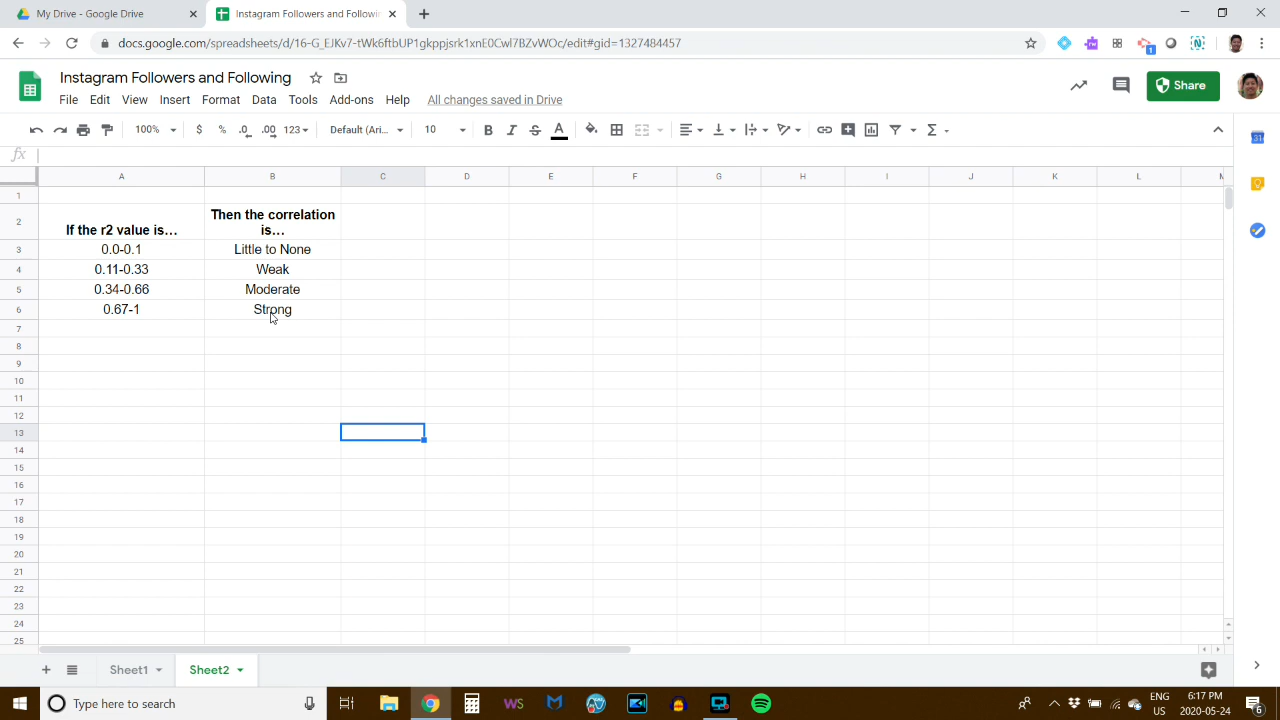 My Drive - Google Drive
Instagram Followers and Followin
docs.google.com/spreadsheets/d/16-G_EJKv7-tWk6ftbUP1gkppjsrk1xnE0Cwl7BZvWOc/edit#gid=1327484457
1
Instagram Followers and Following
File Edit View Insert Format Data Tools Add-ons Help All changes saved in Drive
Share
100% $ % .0 .00 123 Default (Ari... 10 B I S A Σ
fx
31
A B C D E F G H I J K L M
1
2 If the r2 value is... Then the correlation
is...
3 0.0-0.1 Little to None
4 0.11-0.33 Weak
5 0.34-0.66 Moderate
6 0.67-1 Strong
7
8
9
10
11
12
13
14
15
16
17
18
19
20
21
22
23
24
25
Sheet1 Sheet2
Type here to search
WS
ENG 6:17 PM
US 2020-05-24
6